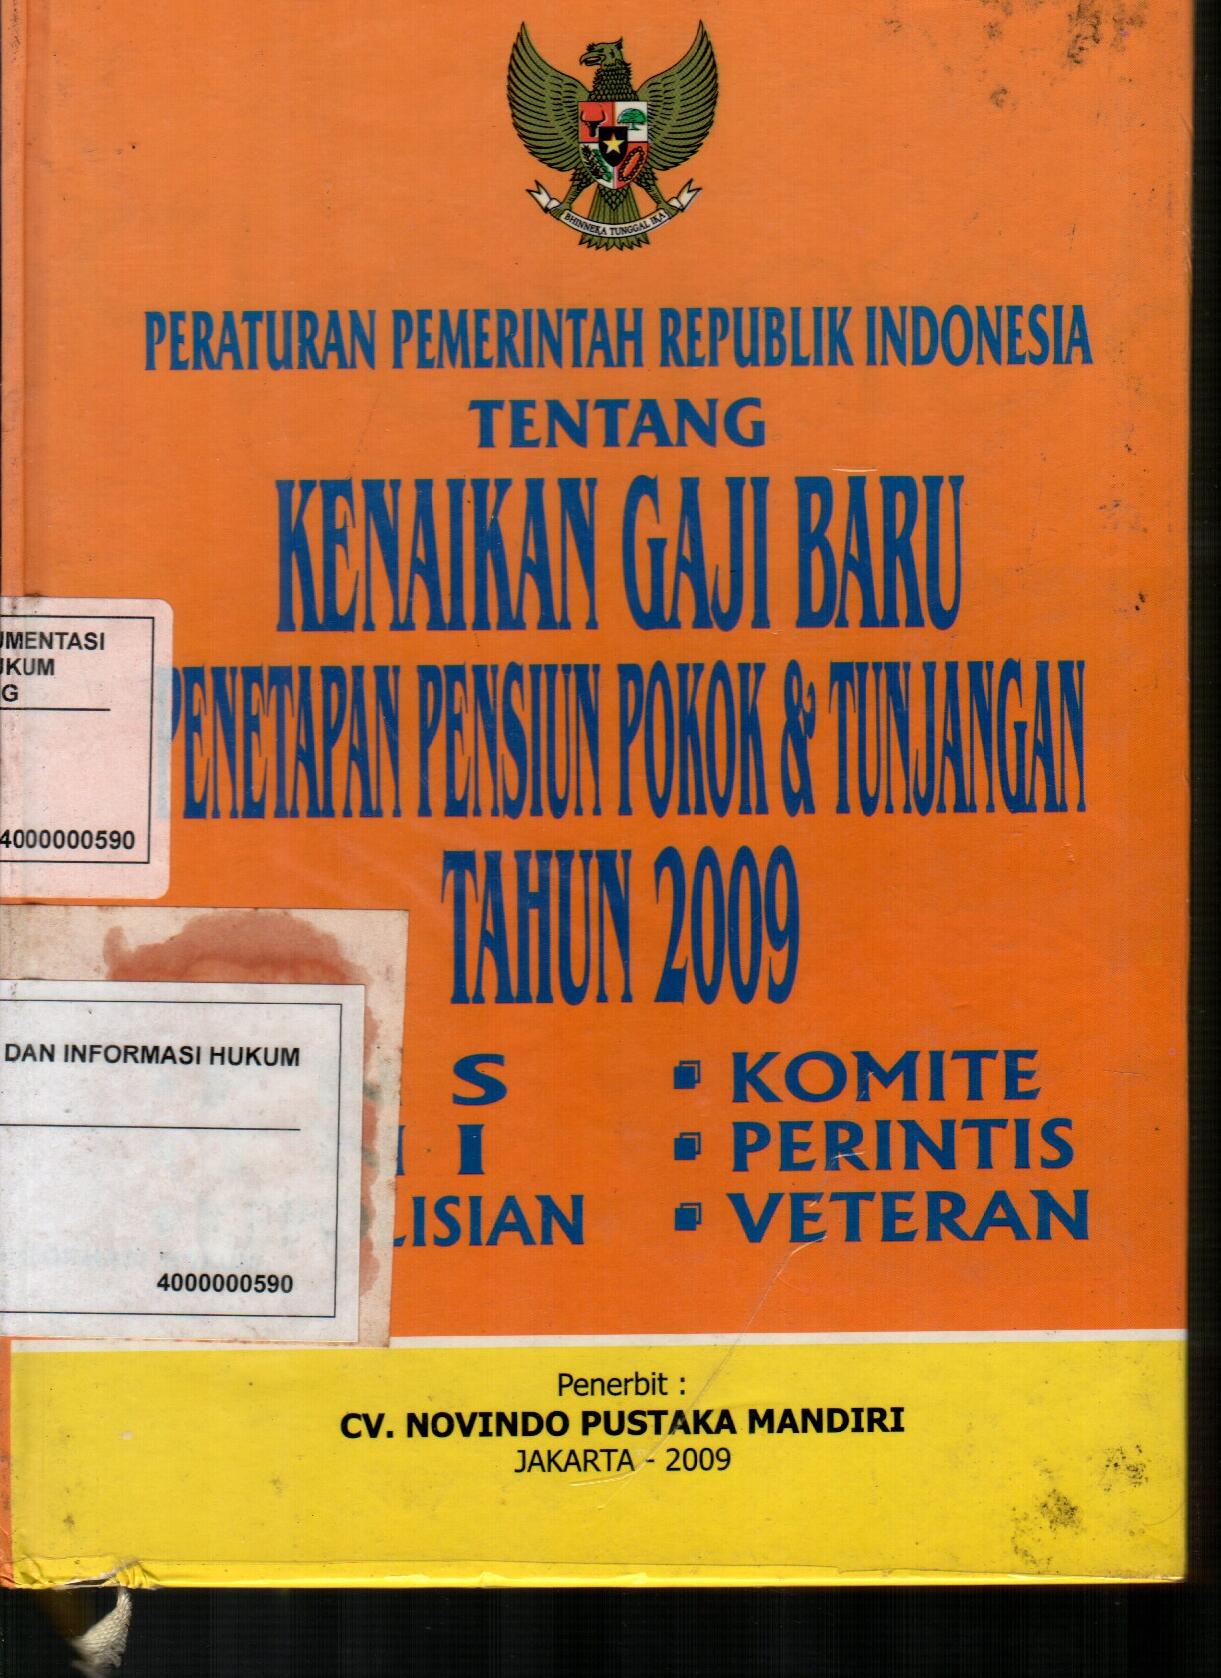 BHINNEKA TUNGGAL IKA
PERATURAN PEMERINTAH REPUBLIK INDONESIA
TENTANG
KENAIKAN GAJI BARU
PENETAPAN PENSIUN POKOK & TUNJANGAN
TAHUN 2009
UMENTASI
UKUM
G
4000000590
DAN INFORMASI HUKUM
4000000590
S
I
LISIAN
KOMITE
PERINTIS
VETERAN
Penerbit :
CV. NOVINDO PUSTAKA MANDIRI
JAKARTA - 2009